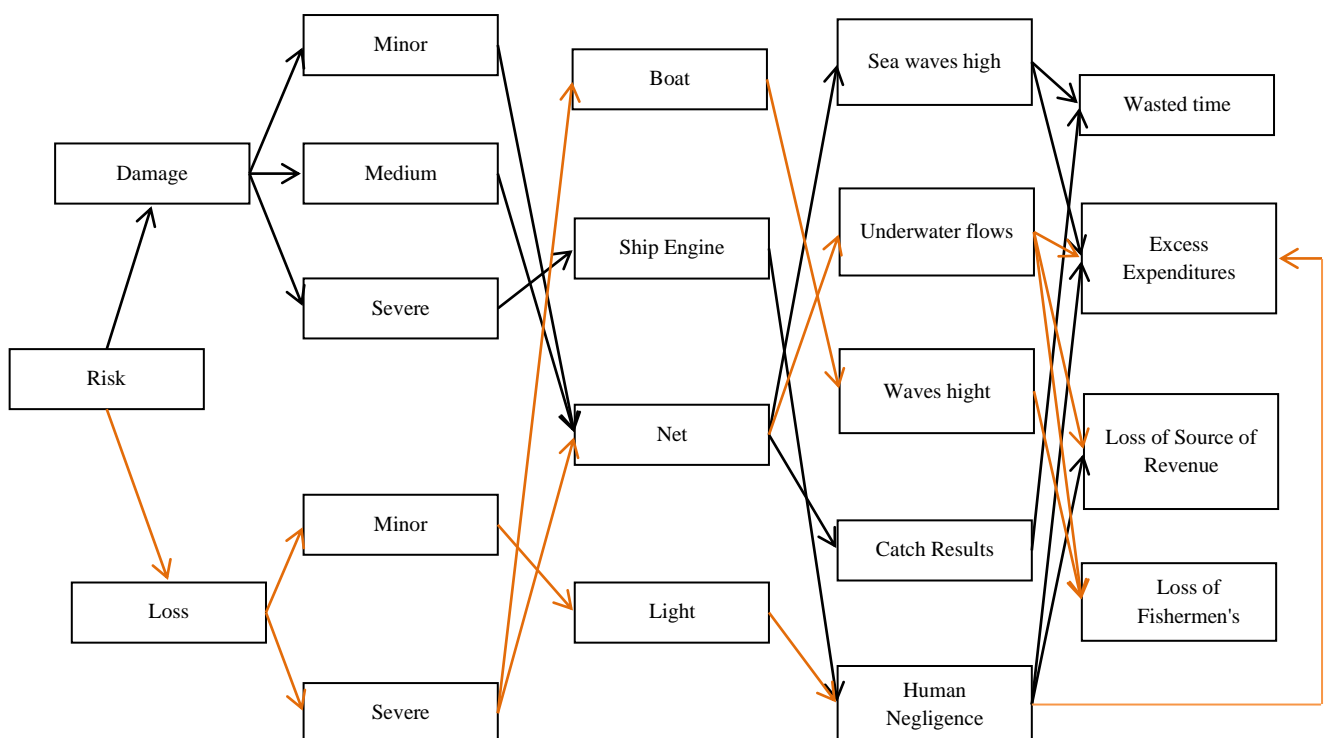 Minor
Sea waves high
Boat
Wasted time
Damage
Medium
Underwater flows
Ship Engine
Excess
Expenditures
Severe
Risk
Waves hight
Net
Loss of Source of
Revenue
Minor
Catch Results
Loss
Light
Loss of
Fishermen's
Severe
Human
Negligence